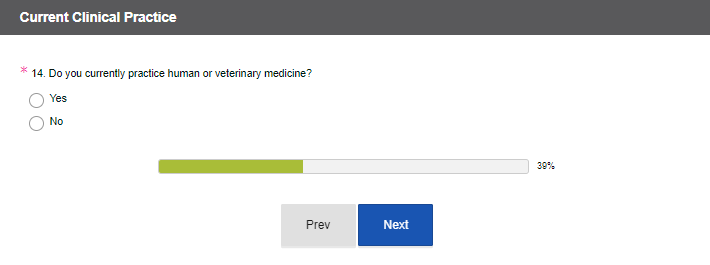 Current Clinical Practice
* 14. Do you currently practice human or veterinary medicine?
Yes
No
39%
Prev Next